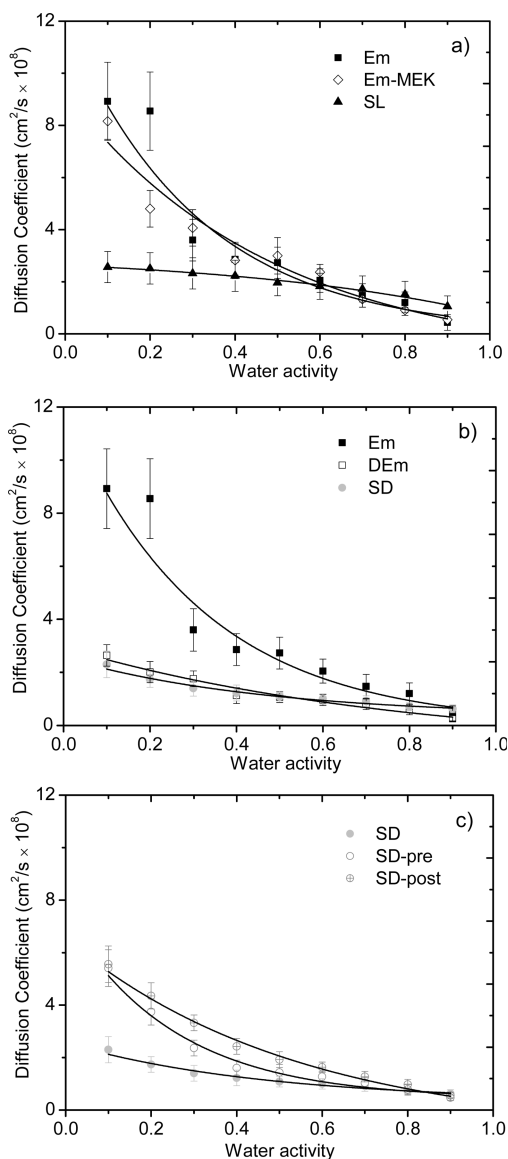 a)
Em
Em-MEK
SL
12
8
4
0
0.0 0.2 0.4 0.6 0.8 1.0
Water activity
Diffusion Coefficient (cm²/s × 10⁸)
b)
Em
DEm
SD
12
8
4
0
0.0 0.2 0.4 0.6 0.8 1.0
Water activity
Diffusion Coefficient (cm²/s × 10⁸)
c)
SD
SD-pre
SD-post
12
8
4
0
0.0 0.2 0.4 0.6 0.8 1.0
Water activity
Diffusion Coefficient (cm²/s × 10⁸)